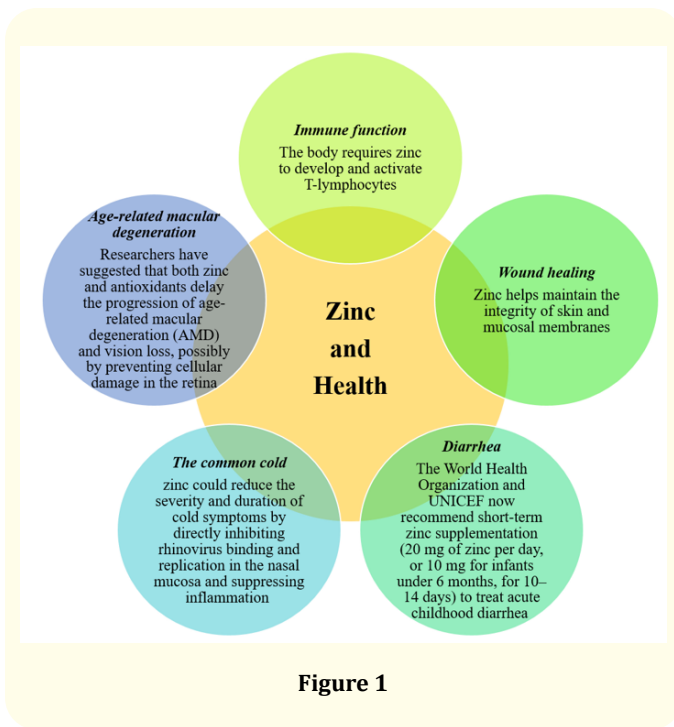 Immune function
The body requires zinc
to develop and activate
T-lymphocytes
Age-related macular
degeneration
Researchers have
suggested that both zinc
and antioxidants delay
the progression of age-
related macular
degeneration (AMD)
and vision loss, possibly
by preventing cellular
damage in the retina
Zinc
and
Health
Wound healing
Zinc helps maintain the
integrity of skin and
mucosal membranes
The common cold
zinc could reduce the
severity and duration of
cold symptoms by
directly inhibiting
rhinovirus binding and
replication in the nasal
mucosa and suppressing
inflammation
Diarrhea
The World Health
Organization and
UNICEF now
recommend short-term
zinc supplementation
(20 mg of zinc per day,
or 10 mg for infants
under 6 months, for 10–
14 days) to treat acute
childhood diarrhea
Figure 1